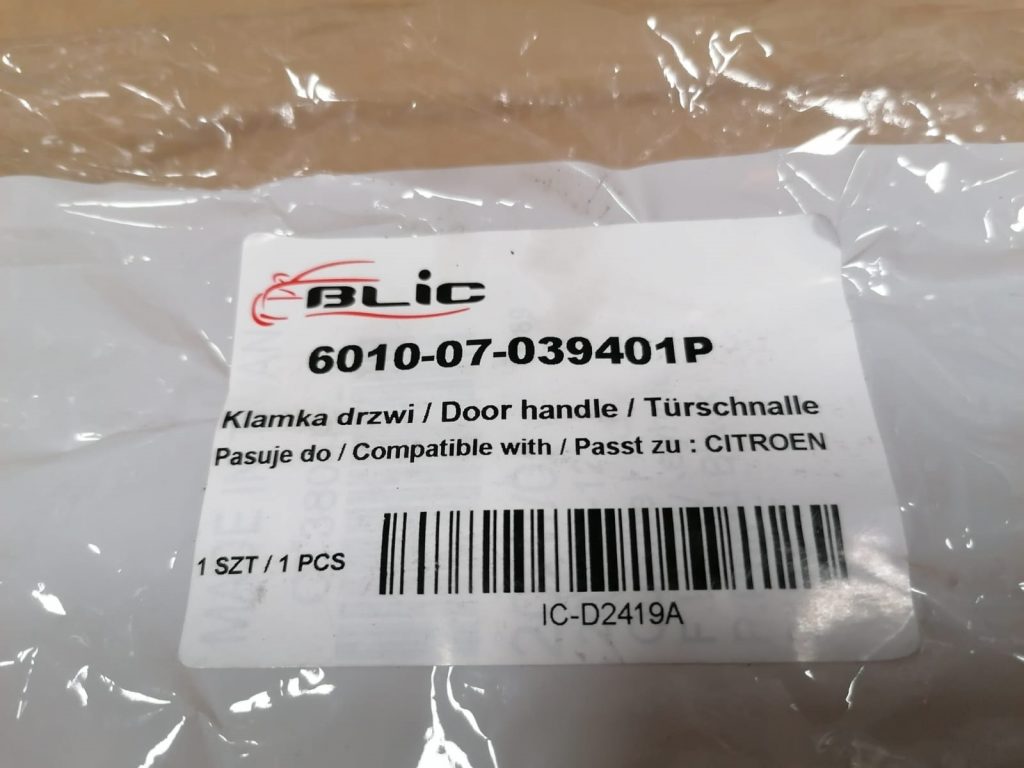 BLiC
6010-07-039401P
Klamka drzwi / Door handle / Türschnalle
Pasuje do / Compatible with / Passt zu : CITROEN
1 SZT / 1 PCS
IC-D2419A